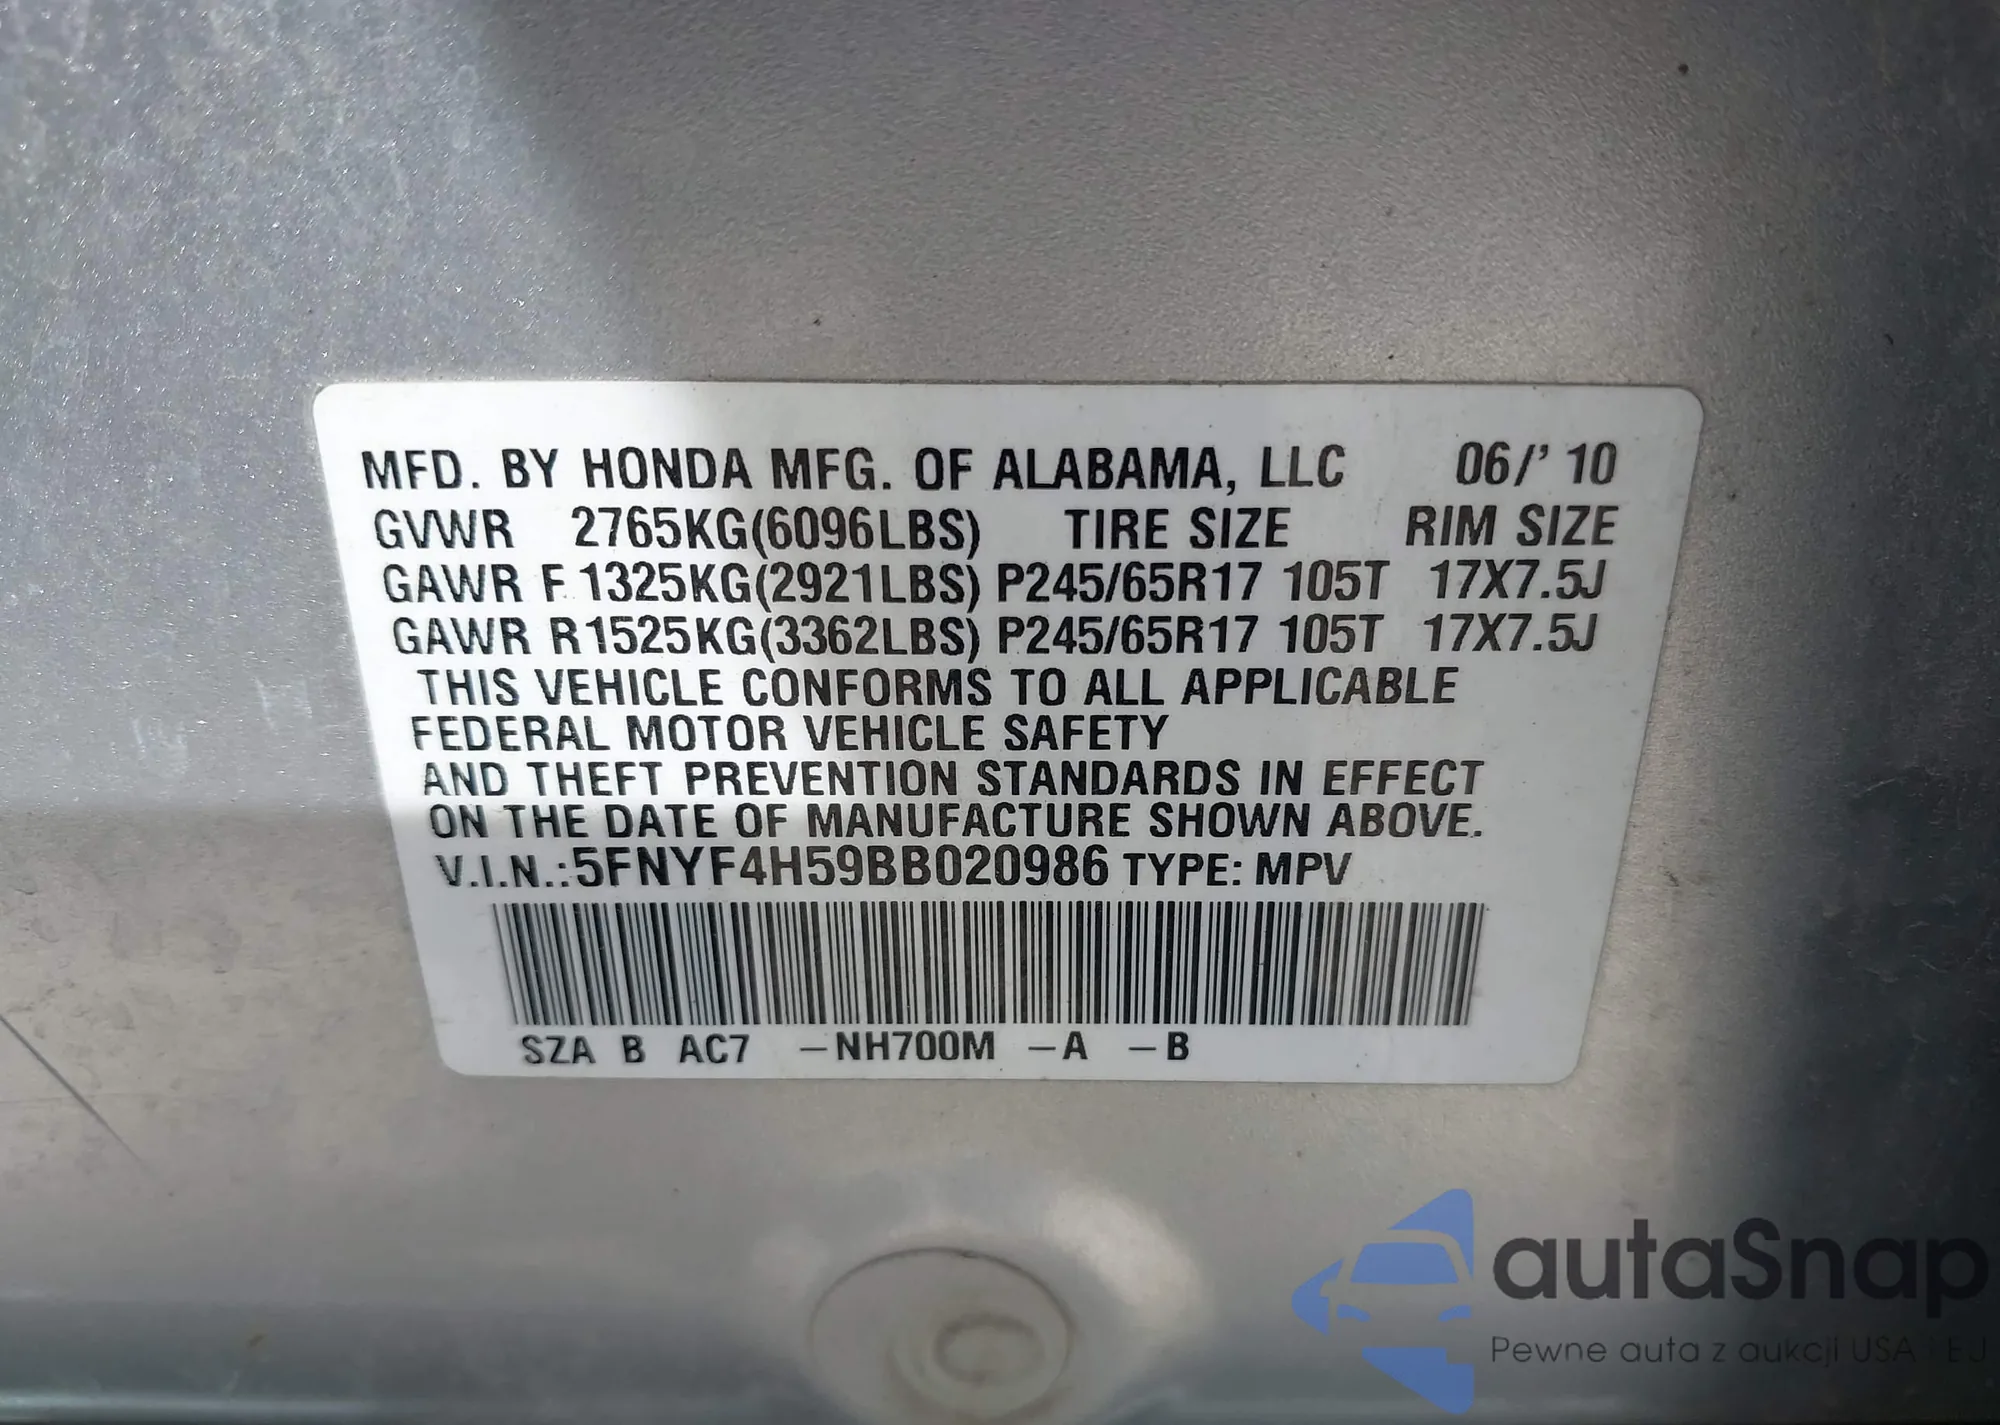 MFD. BY HONDA MFG. OF ALABAMA, LLC 06/' 10
GVWR 2765KG(6096LBS) TIRE SIZE RIM SIZE
GAWR F 1325KG(2921LBS) P245/65R17 105T 17X7.5J
GAWR R 1525KG(3362LBS) P245/65R17 105T 17X7.5J
THIS VEHICLE CONFORMS TO ALL APPLICABLE
FEDERAL MOTOR VEHICLE SAFETY
AND THEFT PREVENTION STANDARDS IN EFFECT
ON THE DATE OF MANUFACTURE SHOWN ABOVE.
V.I.N.:5FNYF4H59BB020986 TYPE: MPV
SZA B AC7 –NH700M –A –B
autaSnap
Pewne auta z aukcji USA i EU